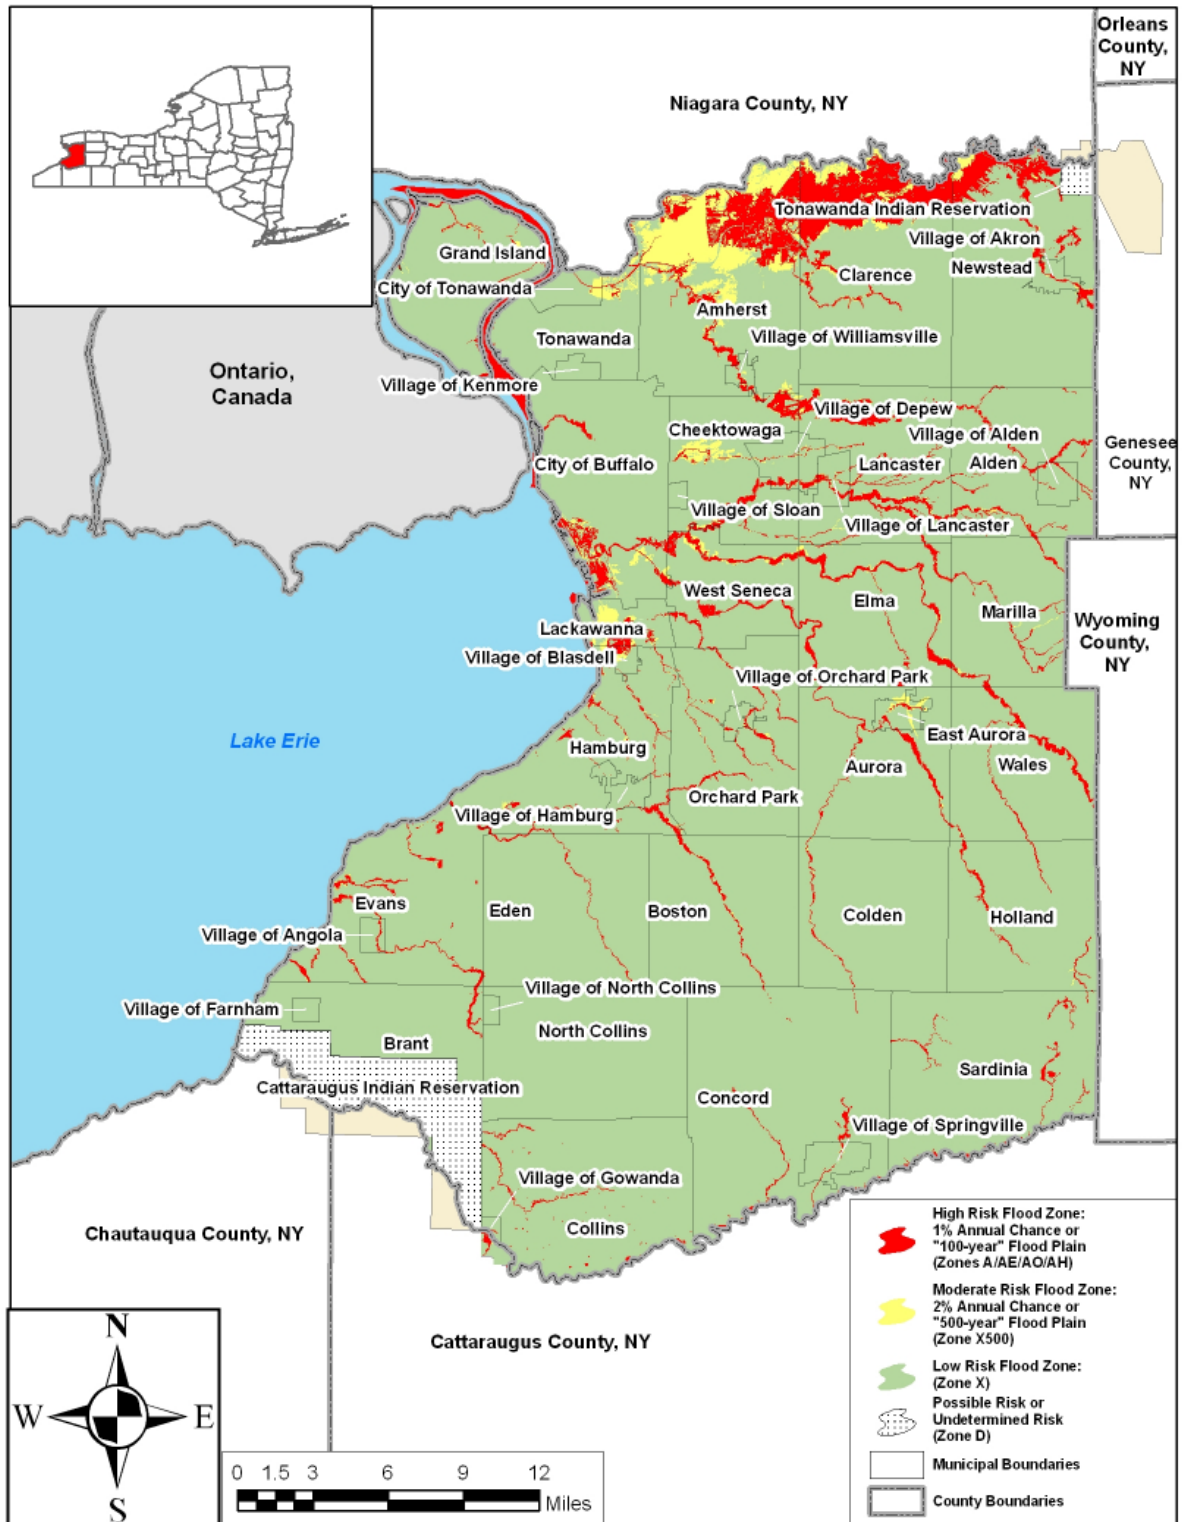 Orleans
County,
NY
Niagara County, NY
Tonawanda Indian Reservation
Village of Akron
Grand Island
Newstead
Clarence
City of Tonawanda
Amherst
Village of Williamsville
Tonawanda
Ontario,
Canada
Village of Kenmore
Village of Depew
Cheektowaga
Village of Alden
Genesee
County,
NY
City of Buffalo
Lancaster
Alden
Village of Sloan
Village of Lancaster
West Seneca
Elma
Marilla
Wyoming
County,
NY
Lackawanna
Village of Blasdell
Village of Orchard Park
Lake Erie
Hamburg
East Aurora
Aurora
Wales
Orchard Park
Village of Hamburg
Evans
Eden
Boston
Colden
Holland
Village of Angola
Village of North Collins
Village of Farnham
North Collins
Brant
Sardinia
Cattaraugus Indian Reservation
Concord
Village of Springville
Village of Gowanda
Collins
Chautauqua County, NY
Cattaraugus County, NY
High Risk Flood Zone:
1% Annual Chance or
"100-year" Flood Plain
(Zones A/AE/AO/AH)
Moderate Risk Flood Zone:
2% Annual Chance or
"500-year" Flood Plain
(Zone X500)
Low Risk Flood Zone:
(Zone X)
Possible Risk or
Undetermined Risk
(Zone D)
Municipal Boundaries
County Boundaries
N
W E
S
0 1.5 3 6 9 12
Miles